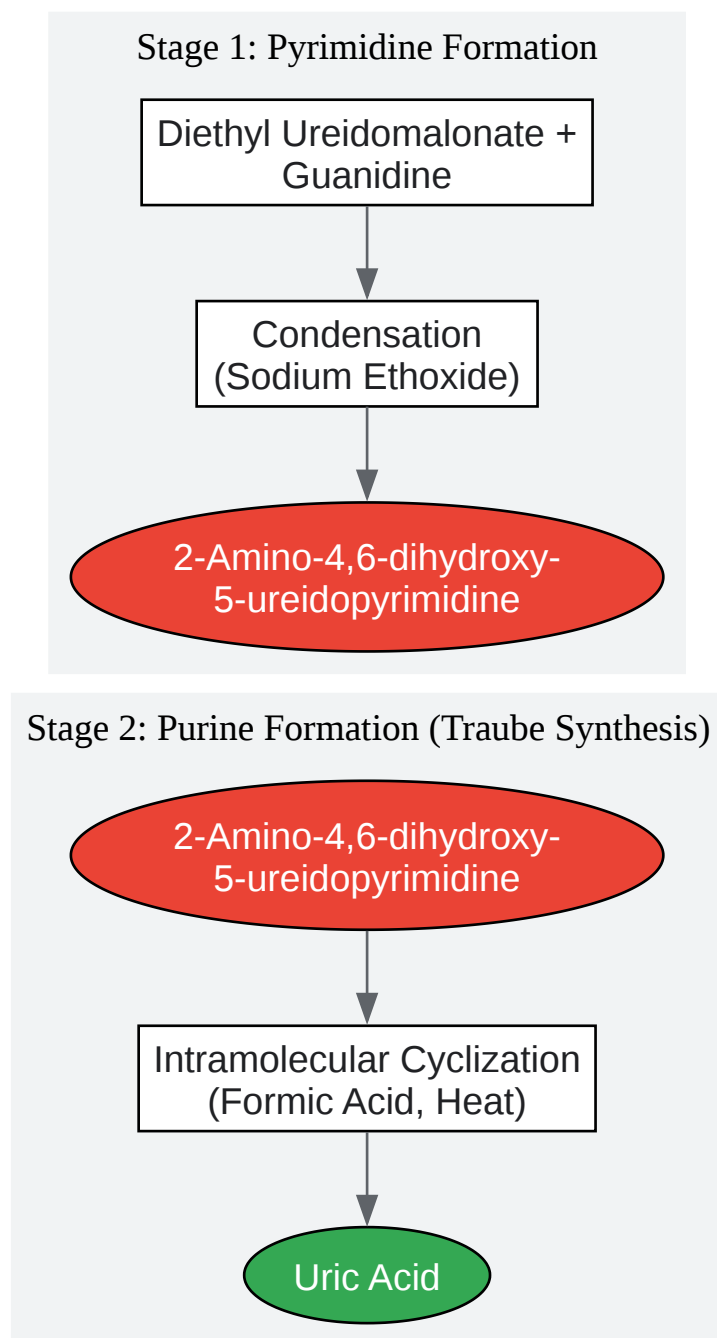 Stage 1: Pyrimidine Formation
Diethyl Ureidomalonate +
Guanidine
Condensation
(Sodium Ethoxide)
2-Amino-4,6-dihydroxy-
5-ureidopyrimidine
Stage 2: Purine Formation (Traube Synthesis)
2-Amino-4,6-dihydroxy-
5-ureidopyrimidine
Intramolecular Cyclization
(Formic Acid, Heat)
Uric Acid